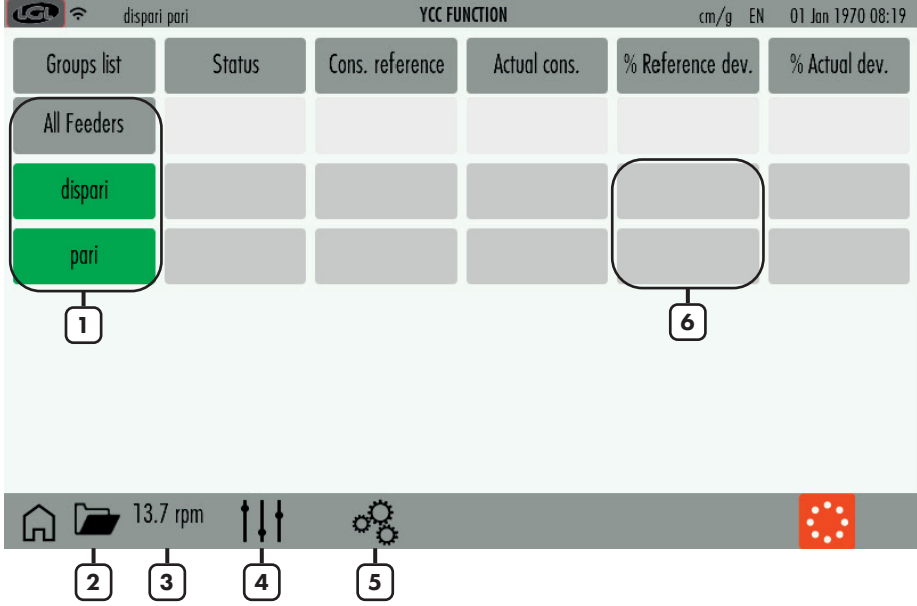 LGL dispari pari YCC FUNCTION cm/g EN 01 Jan 1970 08:19
Groups list Status Cons. reference Actual cons. % Reference dev. % Actual dev.
All Feeders
dispari
pari
1 6
13.7 rpm
2 3 4 5